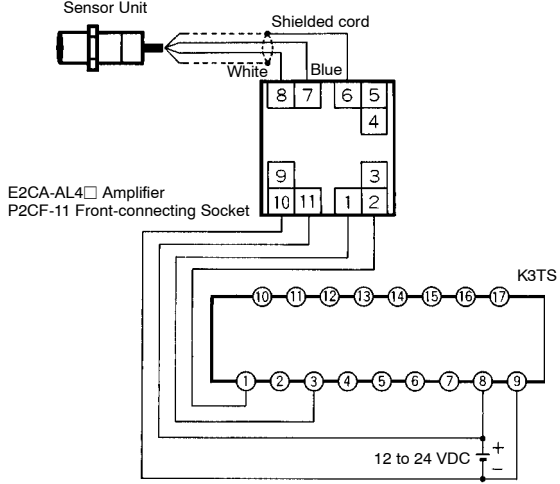 Sensor Unit
Shielded cord
White
Blue
8 7 6 5
4
9 3
10 11 1 2
E2CA-AL4□ Amplifier
P2CF-11 Front-connecting Socket
K3TS
10 11 12 13 14 15 16 17
1 2 3 4 5 6 7 8 9
12 to 24 VDC
+
−